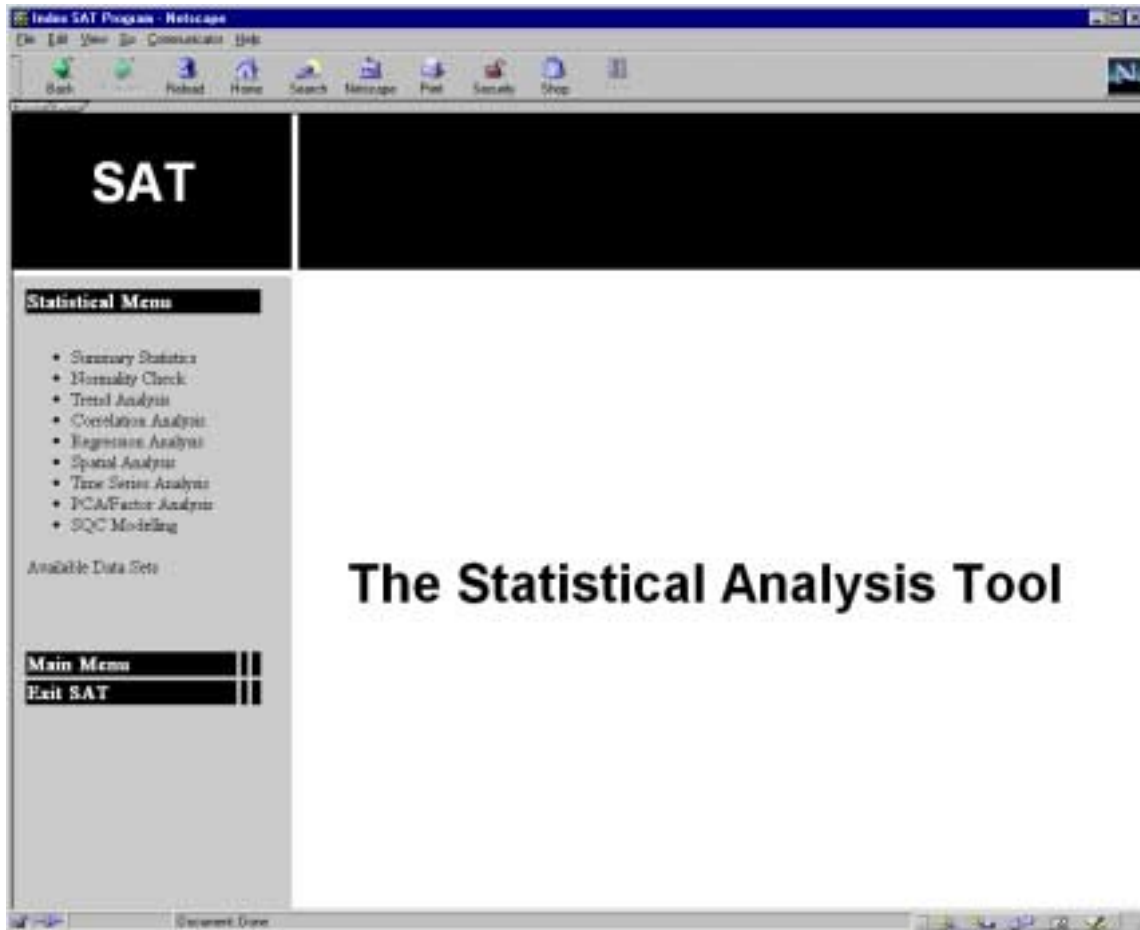 Index SAT Program - Netscape
File Edit View Go Communicator Help
Back Reload Home Search Netscape Print Security Shop
SAT
Statistical Menu
• Summary Statistics
• Normality Check
• Trend Analysis
• Correlation Analysis
• Regression Analysis
• Spatial Analysis
• Time Series Analysis
• PCA/Factor Analysis
• SQC Modelling
Available Data Sets
The Statistical Analysis Tool
Main Menu
Exit SAT
Document: Done